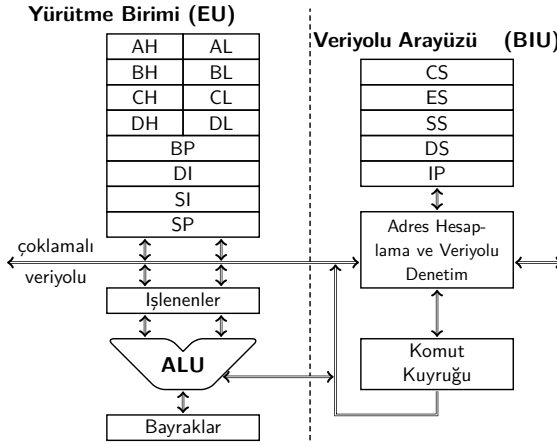 Yürütme Birimi (EU)
AH AL
BH BL
CH CL
DH DL
BP
DI
SI
SP
çoklamalı
veriyolu
Işlenenler
ALU
Bayraklar
Veriyolu Arayüzü (BIU)
CS
ES
SS
DS
IP
Adres Hesap-
lama ve Veriyolu
Denetim
Komut
Kuyruğu